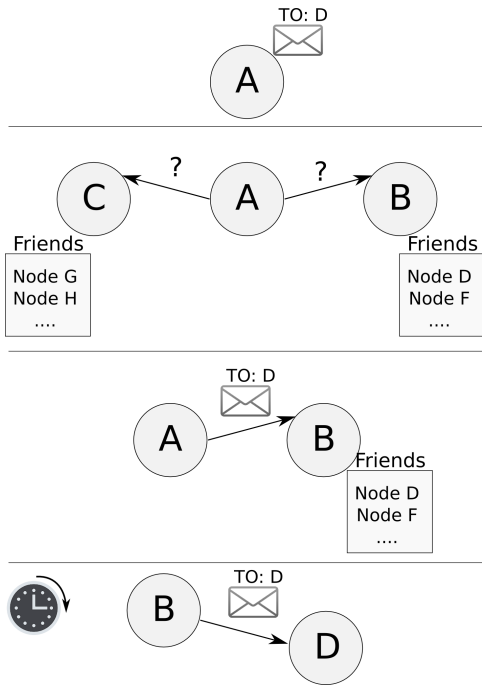 TO: D
A
? ?
C A B
Friends Friends
Node G Node D
Node H Node F
.... ....
TO: D
A B
Friends
Node D
Node F
....
TO: D
B
D